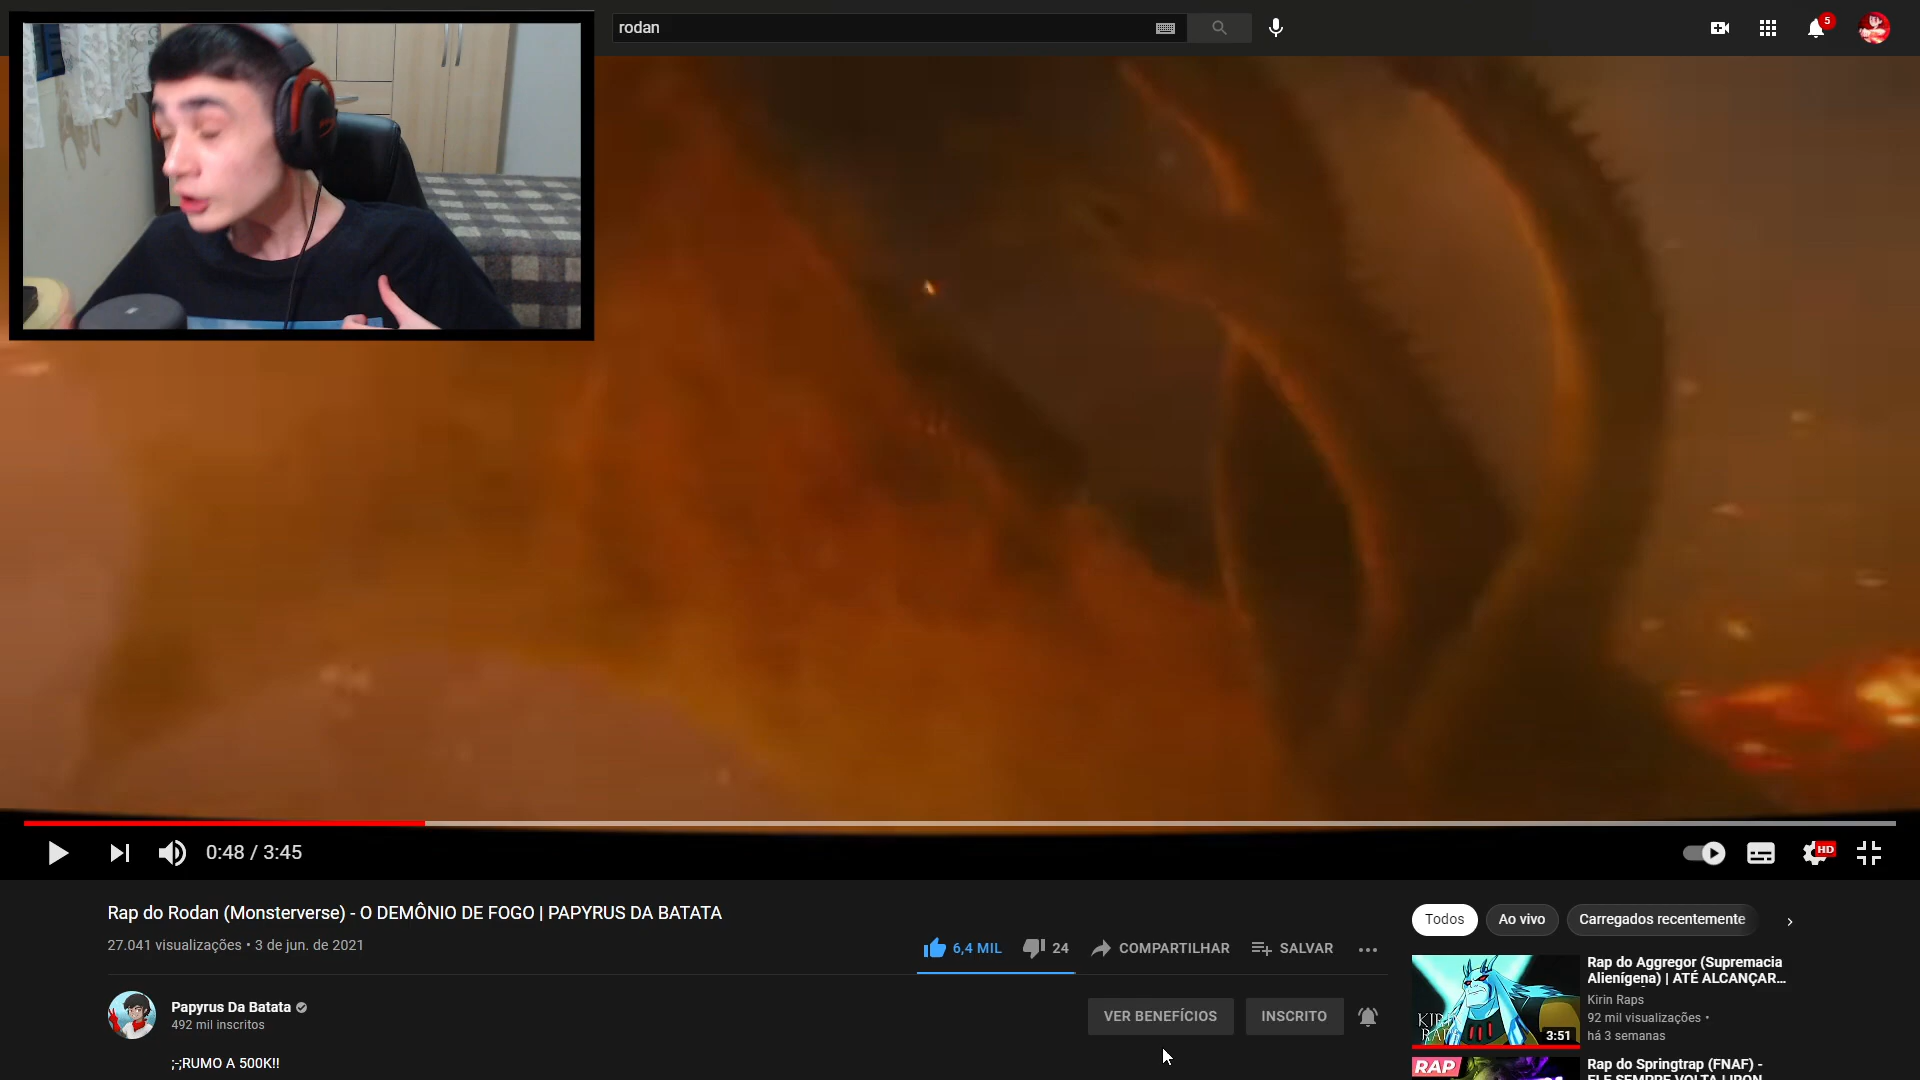 rodan
5
0:48 / 3:45
HD
Rap do Rodan (Monsterverse) - O DEMÔNIO DE FOGO | PAPYRUS DA BATATA
27.041 visualizações • 3 de jun. de 2021
6,4 MIL
24
COMPARTILHAR
SALVAR
Papyrus Da Batata
492 mil inscritos
VER BENEFÍCIOS
INSCRITO
;-;RUMO A 500K!!
Todos
Ao vivo
Carregados recentemente
3:51
Rap do Aggregor (Supremacia
Alienígena) | ATÉ ALCANÇAR...
Kirin Raps
92 mil visualizações •
há 3 semanas
RAP
Rap do Springtrap (FNAF) -